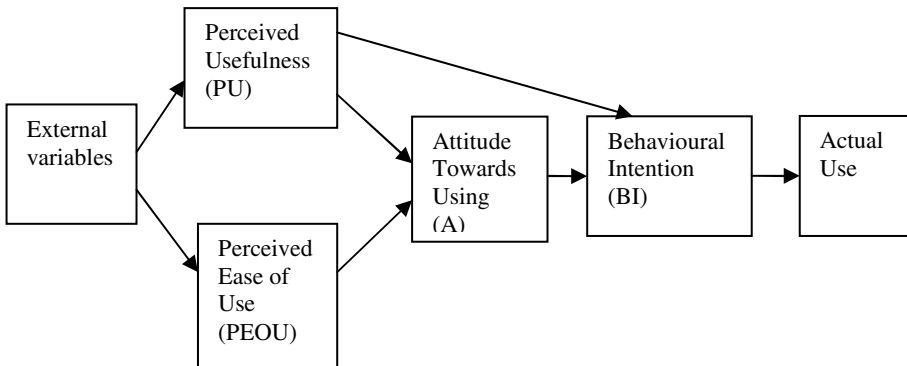 External
variables
Perceived
Usefulness
(PU)
Perceived
Ease of
Use
(PEOU)
Attitude
Towards
Using
(A)
Behavioural
Intention
(BI)
Actual
Use